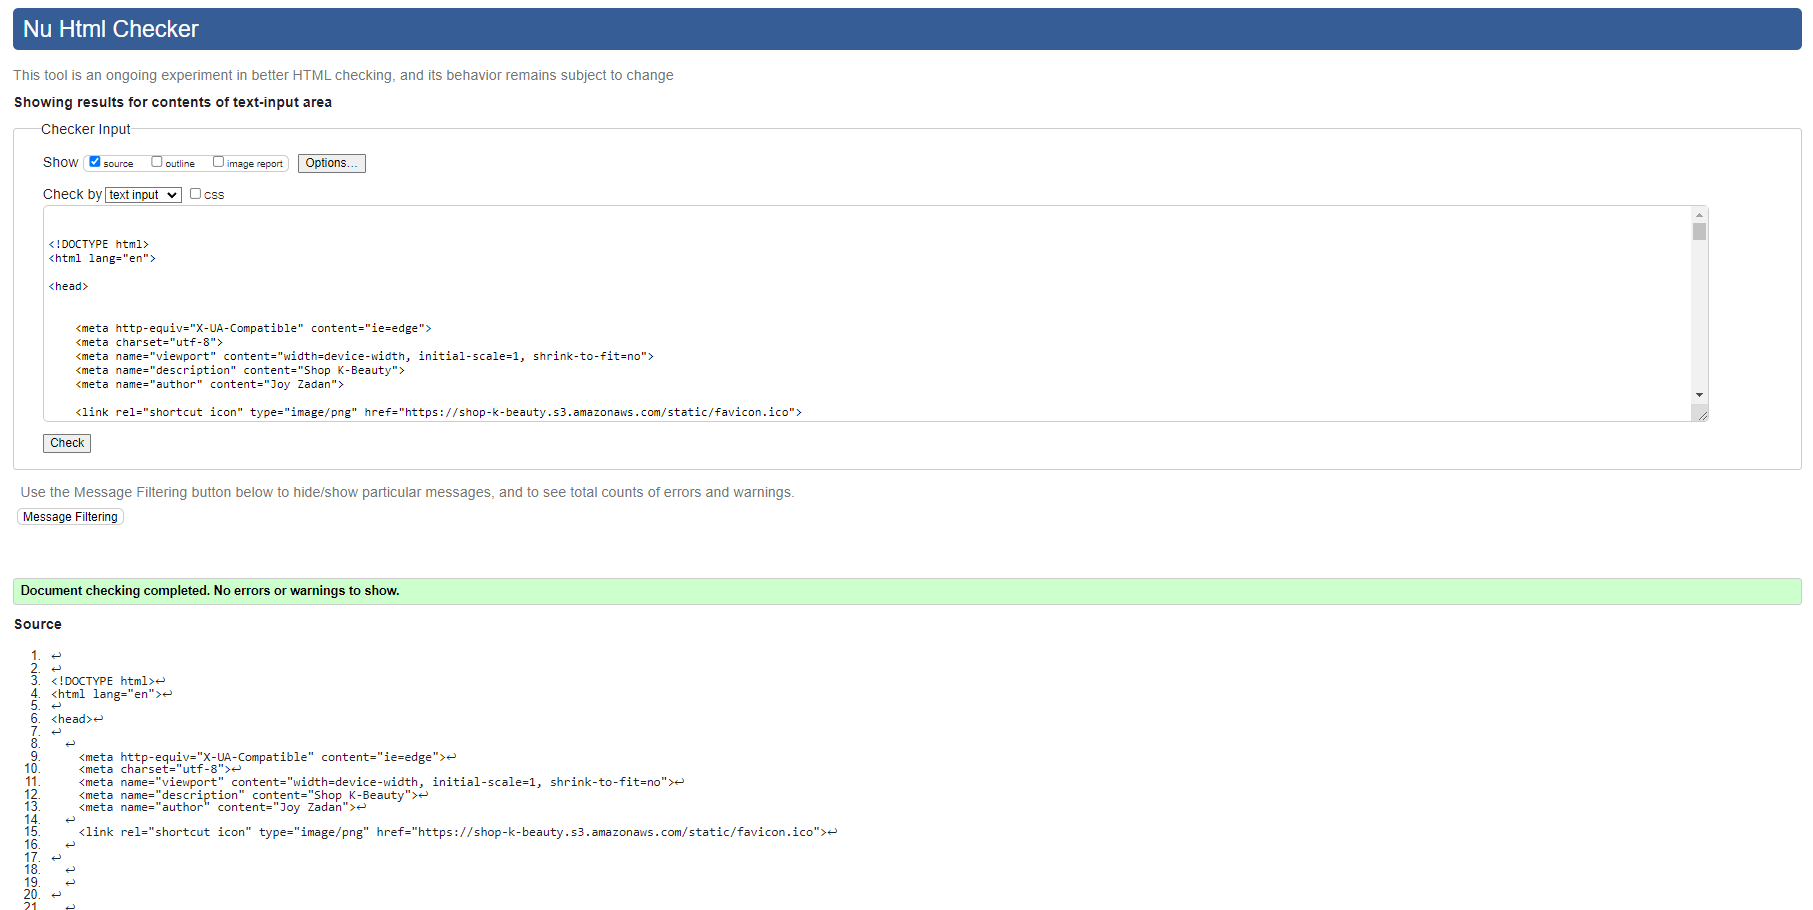 Nu Html Checker
This tool is an ongoing experiment in better HTML checking, and its behavior remains subject to change
Showing results for contents of text-input area
Checker Input
Show source outline image report Options...
Check by text input css
<!DOCTYPE html>
<html lang="en">
<head>
<meta http-equiv="X-UA-Compatible" content="ie=edge">
<meta charset="utf-8">
<meta name="viewport" content="width=device-width, initial-scale=1, shrink-to-fit=no">
<meta name="description" content="Shop K-Beauty">
<meta name="author" content="Joy Zadan">
<link rel="shortcut icon" type="image/png" href="https://shop-k-beauty.s3.amazonaws.com/static/favicon.ico">
Check
Use the Message Filtering button below to hide/show particular messages, and to see total counts of errors and warnings.
Message Filtering
Document checking completed. No errors or warnings to show.
Source
1. ↩
2. ↩
3. <!DOCTYPE html>↩
4. <html lang="en">↩
5. ↩
6. <head>↩
7. ↩
8. ↩
9. <meta http-equiv="X-UA-Compatible" content="ie=edge">↩
10. <meta charset="utf-8">↩
11. <meta name="viewport" content="width=device-width, initial-scale=1, shrink-to-fit=no">↩
12. <meta name="description" content="Shop K-Beauty">↩
13. <meta name="author" content="Joy Zadan">↩
14. ↩
15. <link rel="shortcut icon" type="image/png" href="https://shop-k-beauty.s3.amazonaws.com/static/favicon.ico">↩
16. ↩
17. ↩
18. ↩
19. ↩
20. ↩
21. ↩